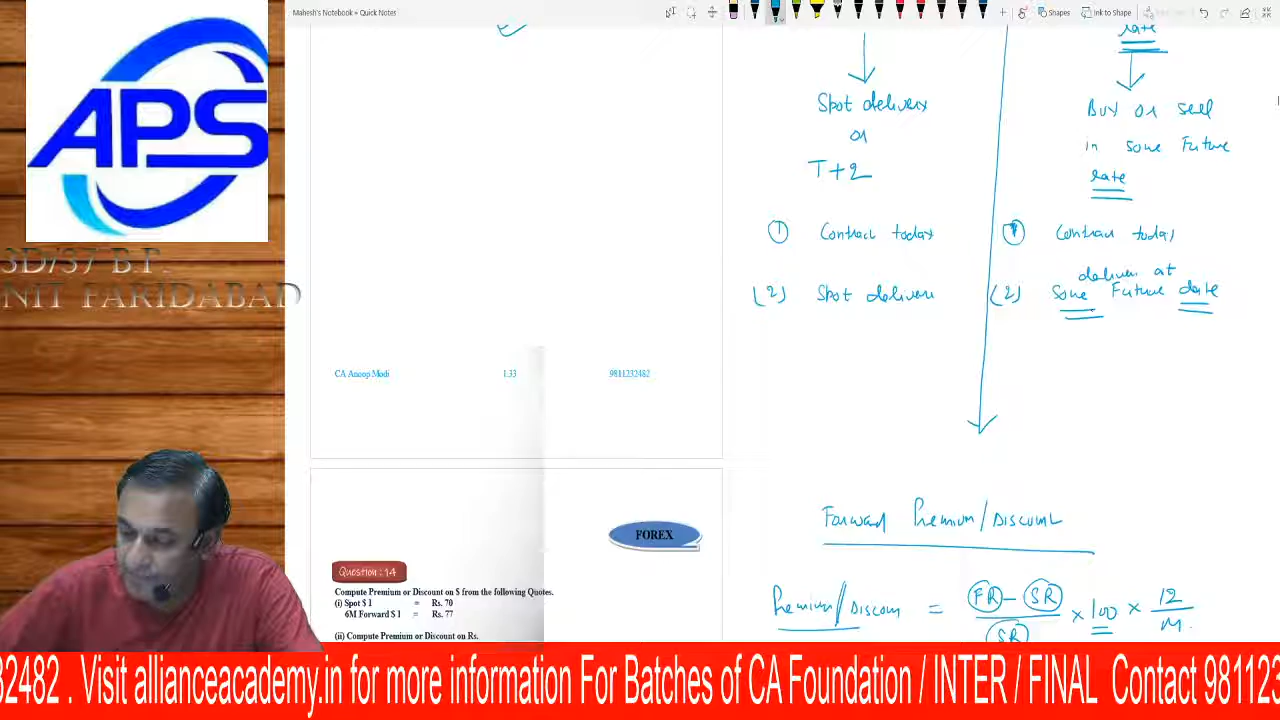 Mahesh's Notebook • Quick Notes
Shapes
Ink to Shape
APS
3D/37 B.P.
NIT FARIDABAD
rate
Spot delivery
or
T+2
① Contract today
(2) Spot delivery
Buy or sell
in some Future
rate
① Contract today
deliver at
(2) Some Future date
CA Anoop Modi 1.33 9811232482
FOREX
Question : 14
Compute Premium or Discount on $ from the following Quotes.
(i) Spot $ 1 = Rs. 70
6M Forward $ 1 = Rs. 77
(ii) Compute Premium or Discount on Rs.
Forward Premium/Discount
Premium/Discount = FR - SR / SR × 100 × 12 / M.
32482 . Visit allianceacademy.in for more information For Batches of CA Foundation / INTER / FINAL Contact 981123